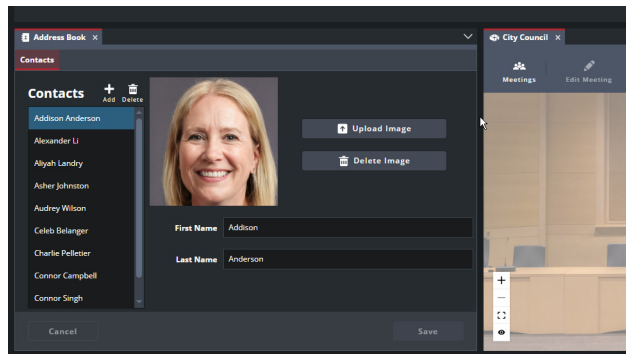 Address Book ×
City Council ×
Contacts
Meetings
Edit Meeting
Contacts
Add
Delete
Addison Anderson
Alexander Li
Aliyah Landry
Asher Johnston
Audrey Wilson
Celeb Belanger
Charlie Pelletier
Connor Campbell
Connor Singh
Upload Image
Delete Image
First Name Addison
Last Name Anderson
Cancel
Save